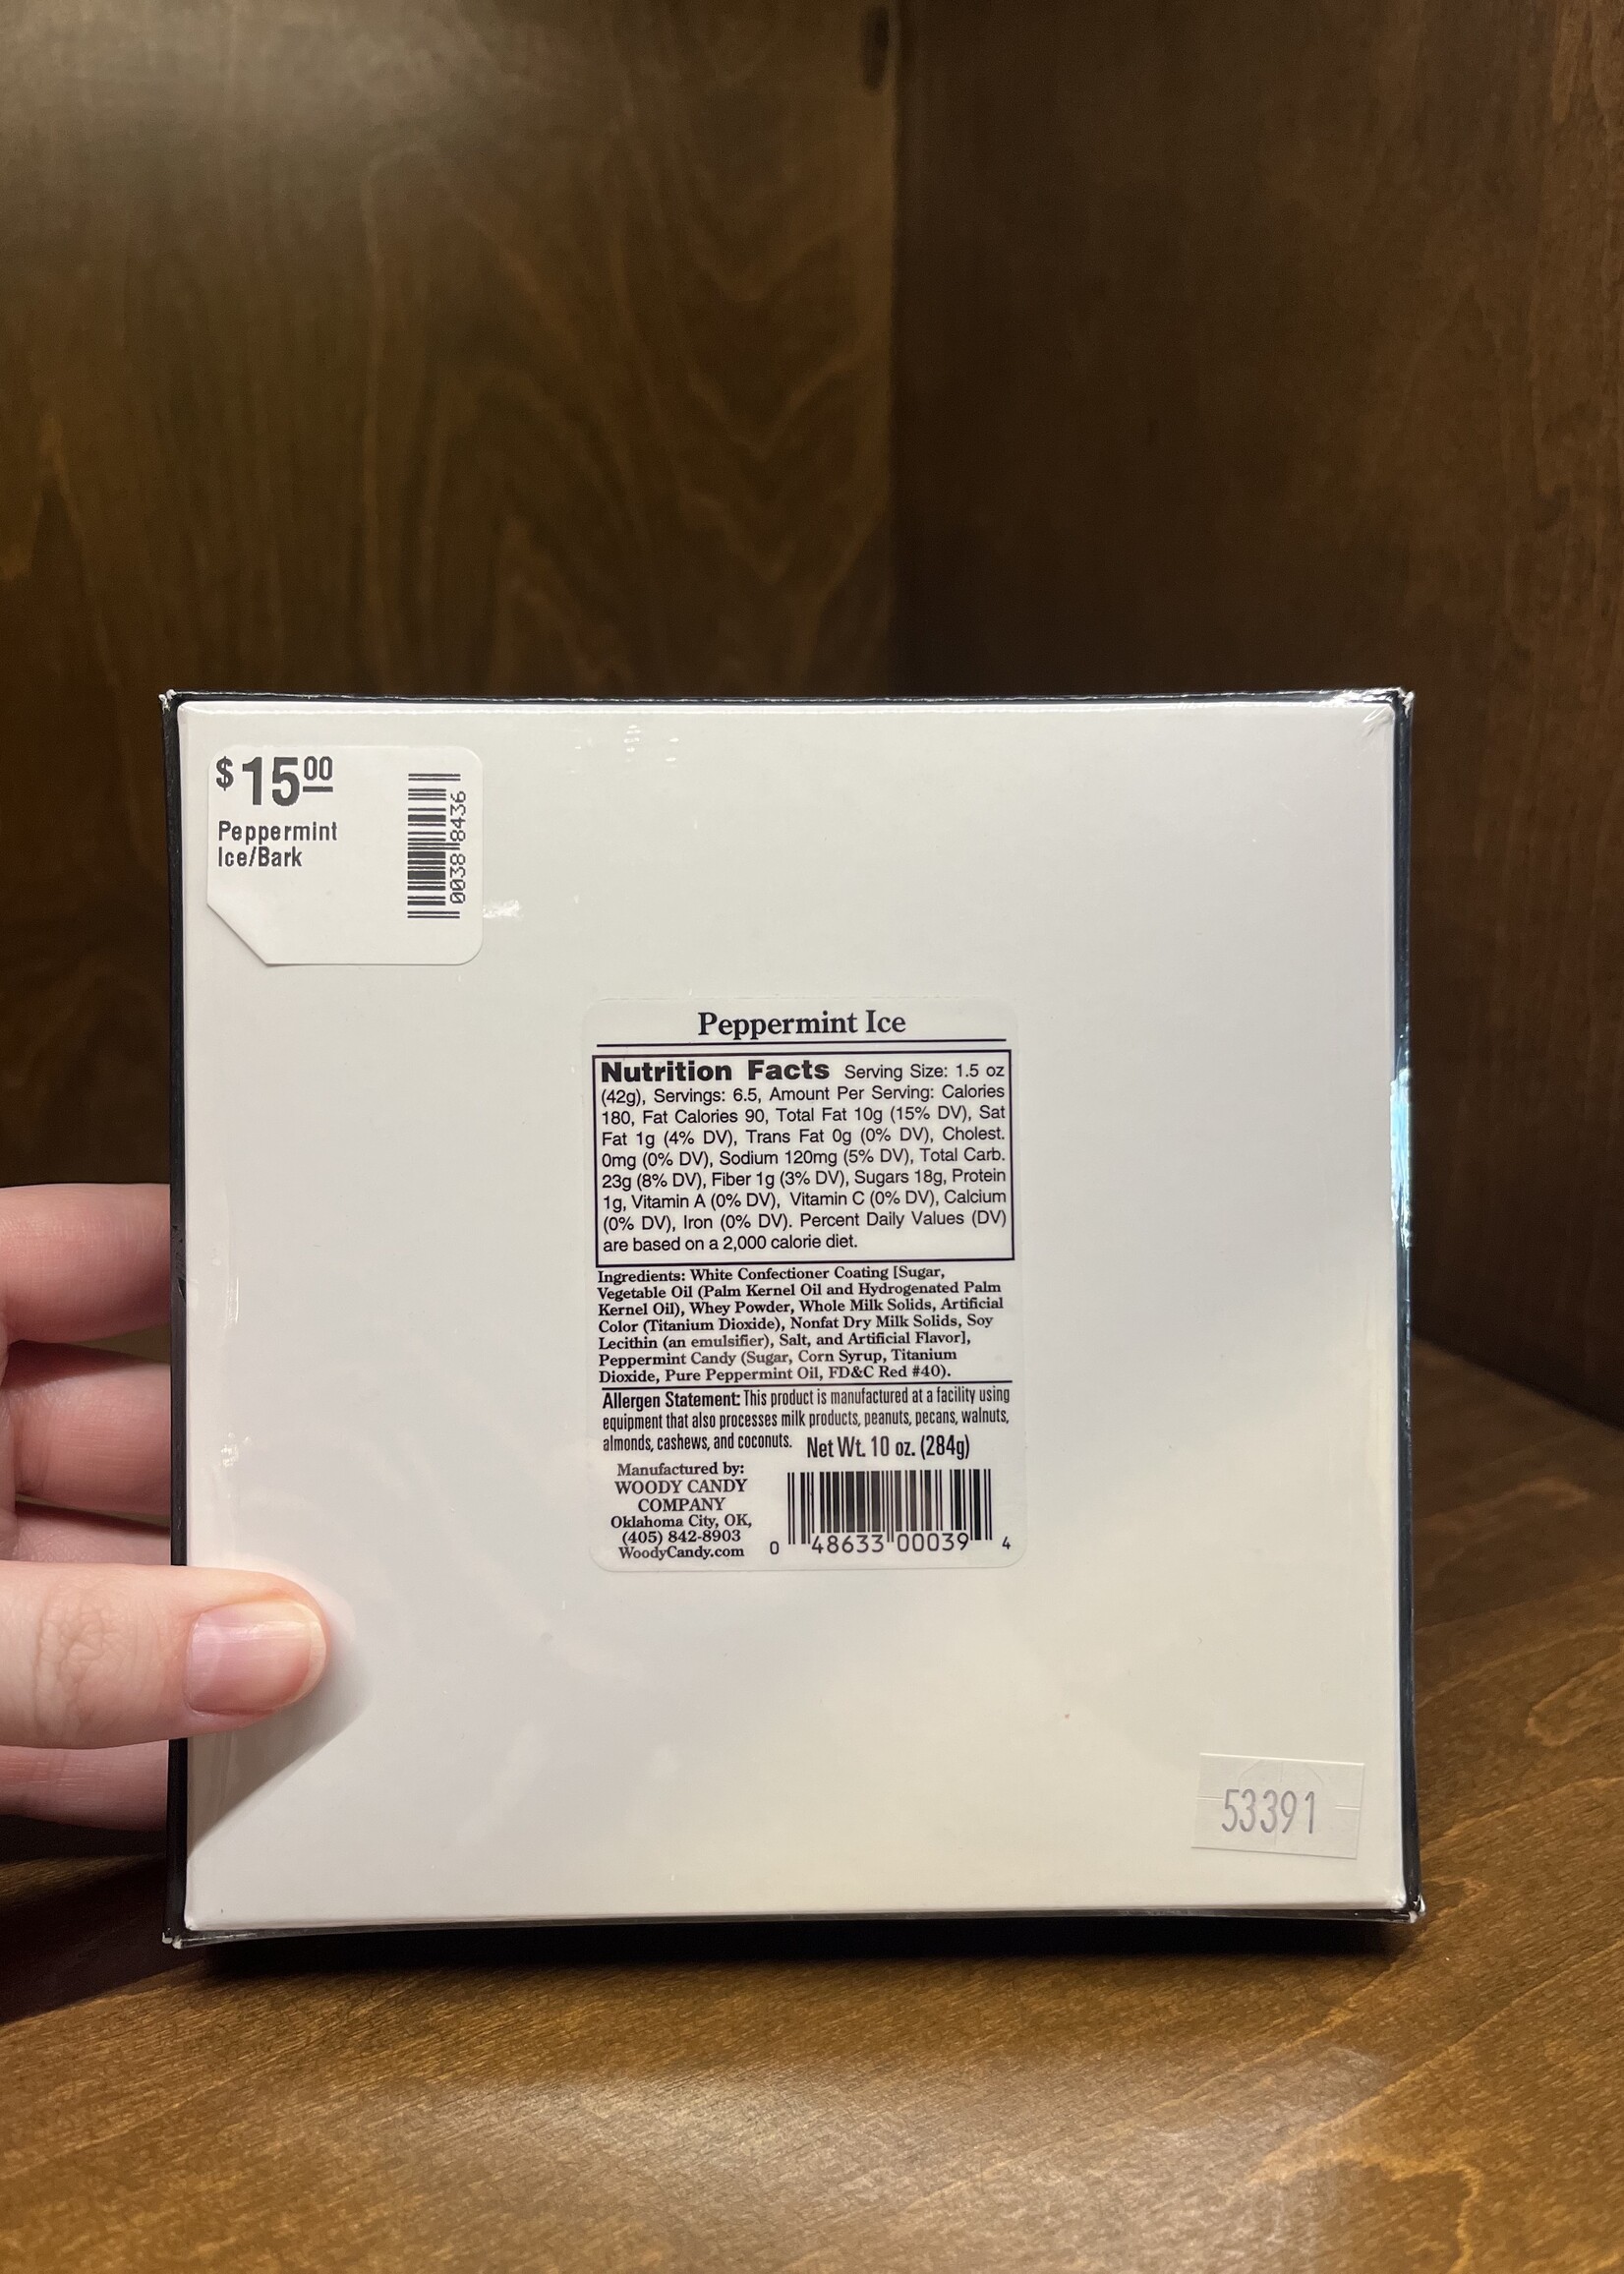 $1500
Peppermint
Ice/Bark
0038 8436
Peppermint Ice
Nutrition Facts Serving Size: 1.5 oz
(42g), Servings: 6.5, Amount Per Serving: Calories
180, Fat Calories 90, Total Fat 10g (15% DV), Sat
Fat 1g (4% DV), Trans Fat 0g (0% DV), Cholest.
0mg (0% DV), Sodium 120mg (5% DV), Total Carb.
23g (8% DV), Fiber 1g (3% DV), Sugars 18g, Protein
1g, Vitamin A (0% DV), Vitamin C (0% DV), Calcium
(0% DV), Iron (0% DV). Percent Daily Values (DV)
are based on a 2,000 calorie diet.
Ingredients: White Confectioner Coating [Sugar,
Vegetable Oil (Palm Kernel Oil and Hydrogenated Palm
Kernel Oil), Whey Powder, Whole Milk Solids, Artificial
Color (Titanium Dioxide), Nonfat Dry Milk Solids, Soy
Lecithin (an emulsifier), Salt, and Artificial Flavor],
Peppermint Candy (Sugar, Corn Syrup, Titanium
Dioxide, Pure Peppermint Oil, FD&C Red #40).
Allergen Statement: This product is manufactured at a facility using
equipment that also processes milk products, peanuts, pecans, walnuts,
almonds, cashews, and coconuts. Net Wt. 10 oz. (284g)
Manufactured by:
WOODY CANDY
COMPANY
Oklahoma City, OK,
(405) 842-8903
WoodyCandy.com
0 48633 00039 4
53391